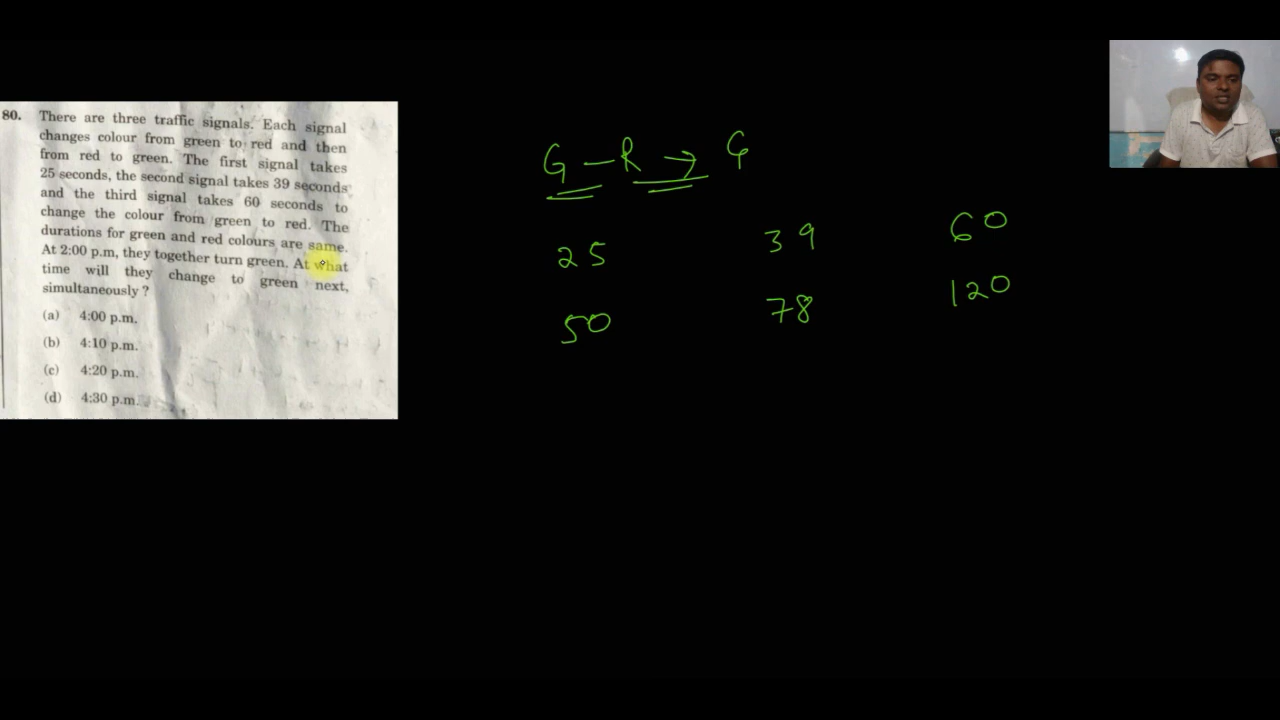 80. There are three traffic signals. Each signal
changes colour from green to red and then
from red to green. The first signal takes
25 seconds, the second signal takes 39 seconds
and the third signal takes 60 seconds to
change the colour from green to red. The
durations for green and red colours are same.
At 2:00 p.m, they together turn green. At what
time will they change to green next,
simultaneously ?
(a) 4:00 p.m.
(b) 4:10 p.m.
(c) 4:20 p.m.
(d) 4:30 p.m.
G – R → G
25 39 60
50 78 120